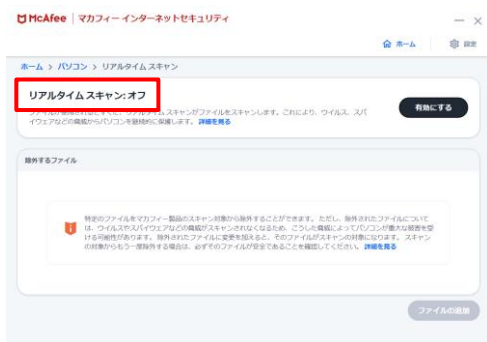 McAfee | マカフィー インターネットセキュリティ
ホーム 設定
ホーム > パソコン > リアルタイム スキャン
リアルタイム スキャン: オフ
スキャンがファイルをスキャンします。これにより、ウイルス、スパ
イウェアなどの脅威からパソコンを継続的に保護します。 詳細を見る
有効にする
除外するファイル
特定のファイルをマカフィー製品のスキャン対象から除外することができます。ただし、除外されたファイルについて
は、ウイルスやスパイウェアなどの脅威がスキャンされなくなるため、こうした脅威によってパソコンが重大な被害を受
ける可能性があります。除外されたファイルに変更を加えると、そのファイルがスキャンの対象になります。スキャン
の対象からもう一度除外する場合は、必ずそのファイルが安全であることを確認してください。 詳細を見る
ファイルの追加